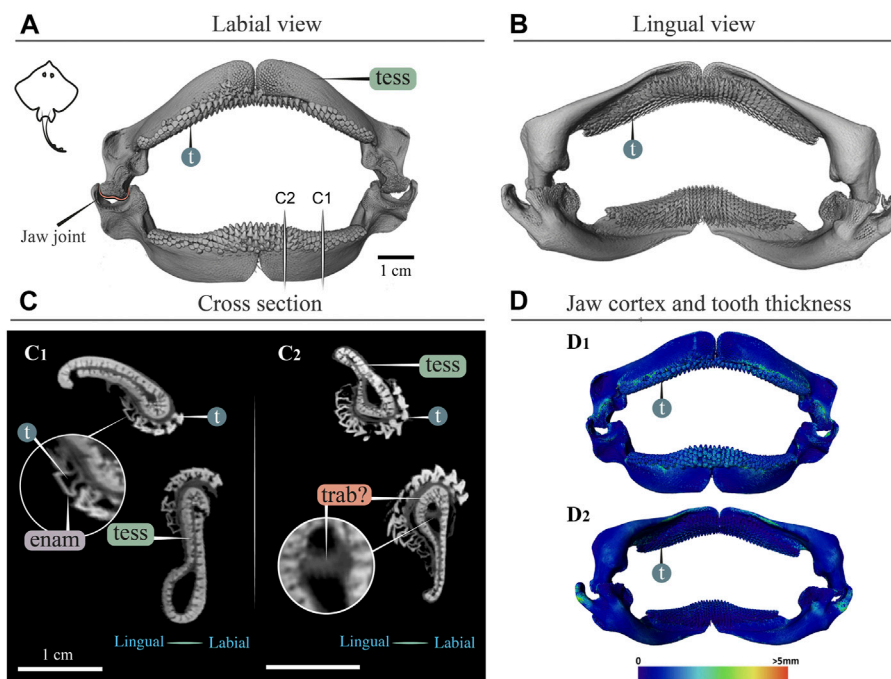 A Labial view
B Lingual view
tess
t
t
C2 C1
Jaw joint
1 cm
C Cross section
D Jaw cortex and tooth thickness
C1
C2
D1
tess
t
t
t
t
trab?
enam
tess
D2
t
Lingual Labial
Lingual Labial
1 cm
0 >5mm